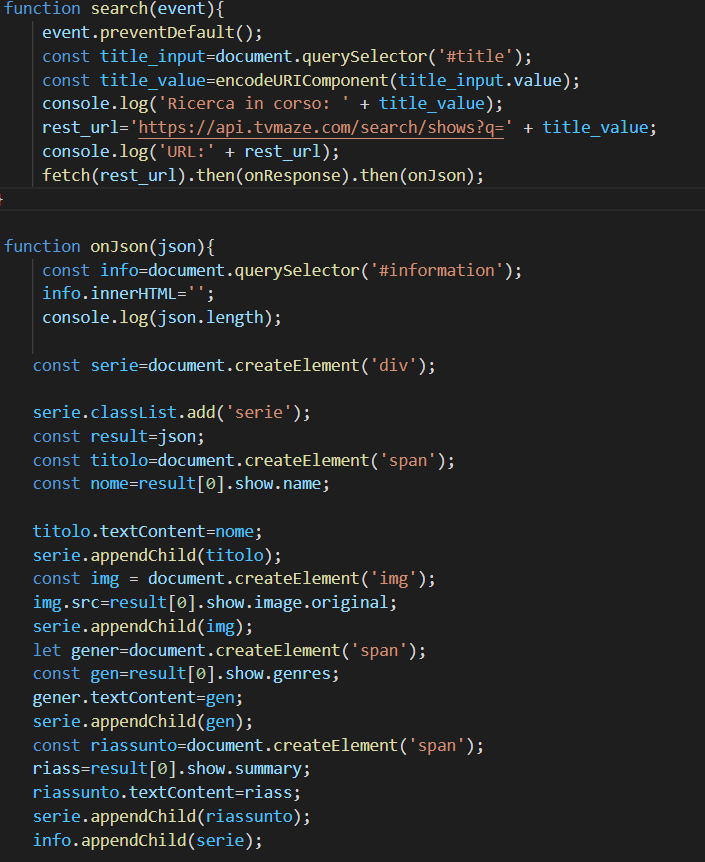 function search(event){
event.preventDefault();
const title_input=document.querySelector('#title');
const title_value=encodeURIComponent(title_input.value);
console.log('Ricerca in corso: ' + title_value);
rest_url='https://api.tvmaze.com/search/shows?q=' + title_value;
console.log('URL:' + rest_url);
fetch(rest_url).then(onResponse).then(onJson);
}
function onJson(json){
const info=document.querySelector('#information');
info.innerHTML='';
console.log(json.length);
const serie=document.createElement('div');
serie.classList.add('serie');
const result=json;
const titolo=document.createElement('span');
const nome=result[0].show.name;
titolo.textContent=nome;
serie.appendChild(titolo);
const img = document.createElement('img');
img.src=result[0].show.image.original;
serie.appendChild(img);
let gener=document.createElement('span');
const gen=result[0].show.genres;
gener.textContent=gen;
serie.appendChild(gen);
const riassunto=document.createElement('span');
riass=result[0].show.summary;
riassunto.textContent=riass;
serie.appendChild(riassunto);
info.appendChild(serie);